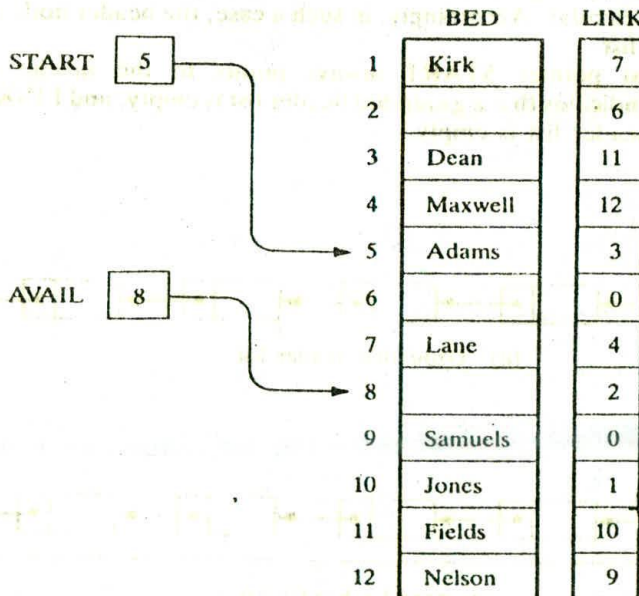 BED LINK
START 5
1 Kirk 7
2 6
3 Dean 11
4 Maxwell 12
5 Adams 3
AVAIL 8
6 0
7 Lane 4
8 2
9 Samuels 0
10 Jones 1
11 Fields 10
12 Nelson 9